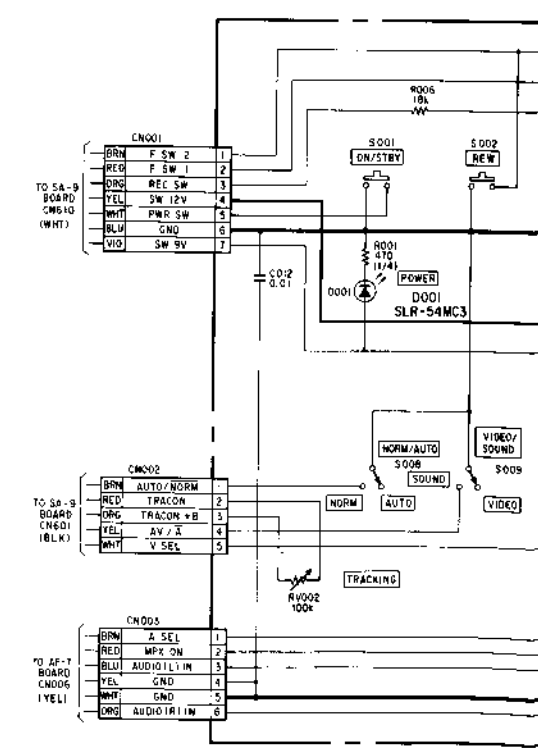 R006
18k
S001
ON/STBY
S002
REW
CN001
BRN F SW 2 1
RED F SW 1 2
ORG REC SW 3
YEL SW 12V 4
WHT PWR SW 5
BLU GND 6
VIO SW 9V 7
TO SA-9
BOARD
CN610
(WHT)
C012
0.01
R001
470
(1/4)
D001
POWER
D001
SLR-54MC3
NORM/AUTO
S008
VIDEO/
SOUND
S009
SOUND
NORM
AUTO
VIDEO
CN002
BRN AUTO/NORM 1
RED TRACON 2
ORG TRACON +B 3
YEL AV/A 4
WHT V SEL 5
TO SA-9
BOARD
CN601
(BLK)
TRACKING
RV002
100k
CN003
BRN A SEL 1
RED MPX ON 2
BLU AUDIO(L) IN 3
YEL GND 4
WHT GND 5
ORG AUDIO(R) IN 6
TO AF-7
BOARD
CN006
(YEL)